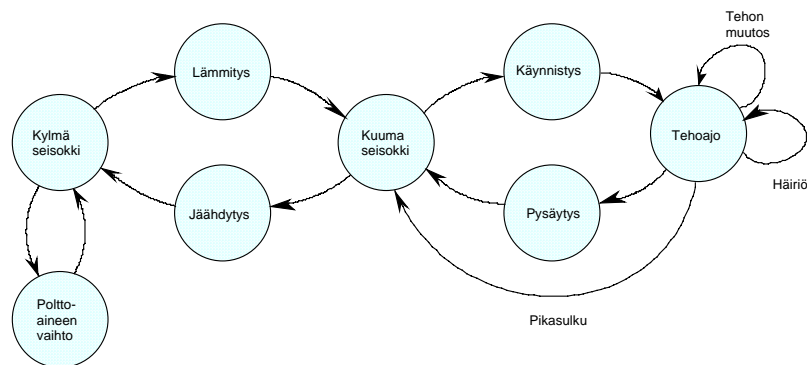 Tehon
muutos
Lämmitys
Käynnistys
Kylmä
seisokki
Kuuma
seisokki
Tehoajo
Häiriö
Jäähdytys
Pysäytys
Poltto-
aineen
vaihto
Pikasulku